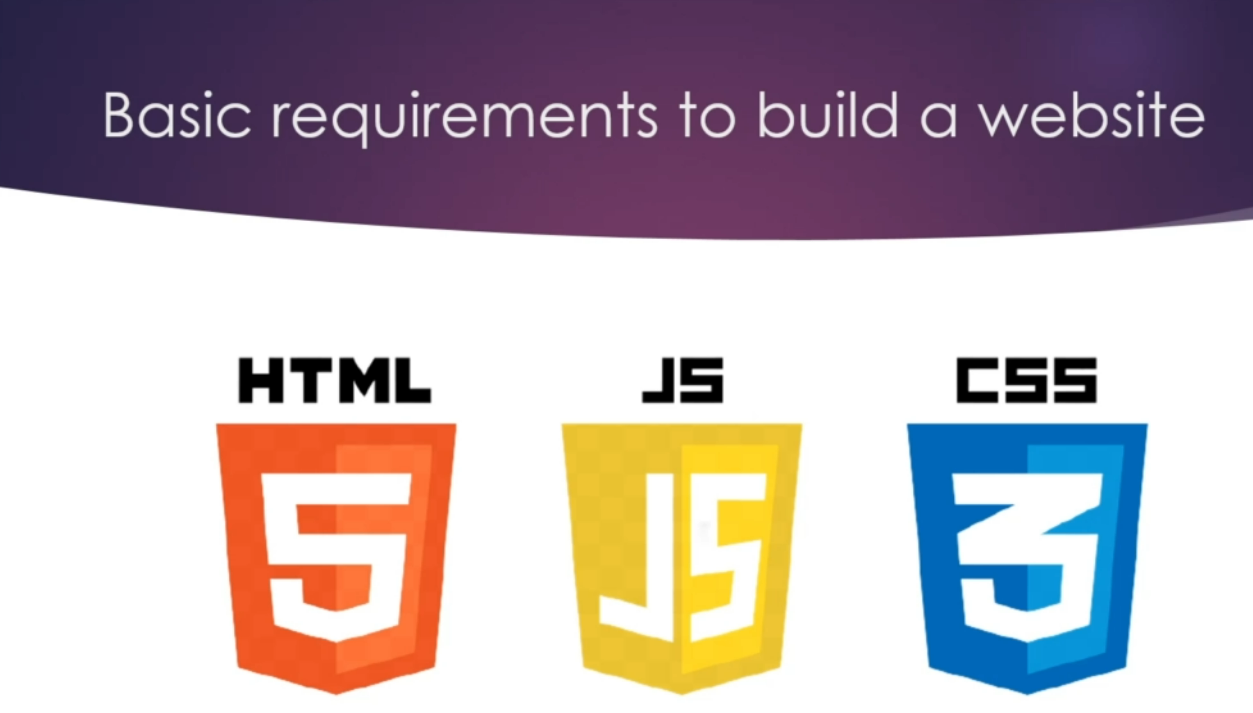 Basic requirements to build a website
HTML JS CSS
5 JS 3